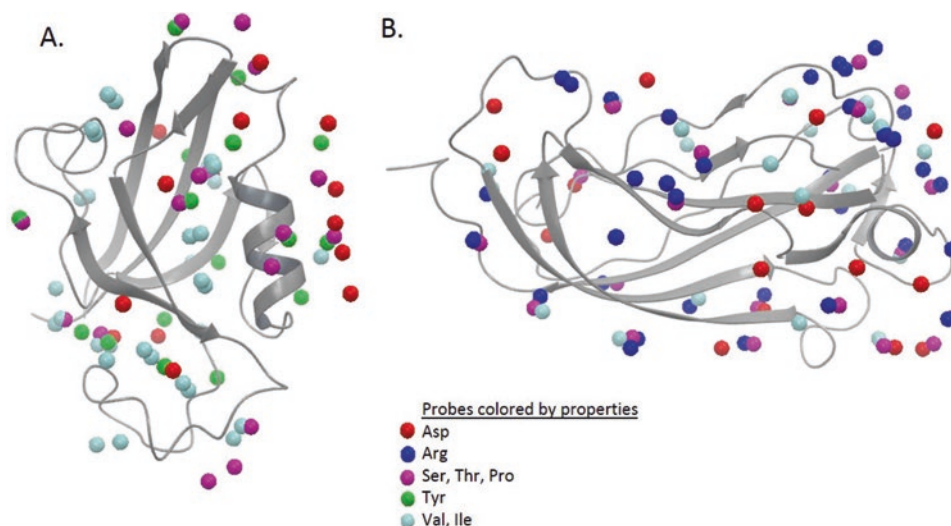 A.
B.
Probes colored by properties
Asp
Arg
Ser, Thr, Pro
Tyr
Val, Ile